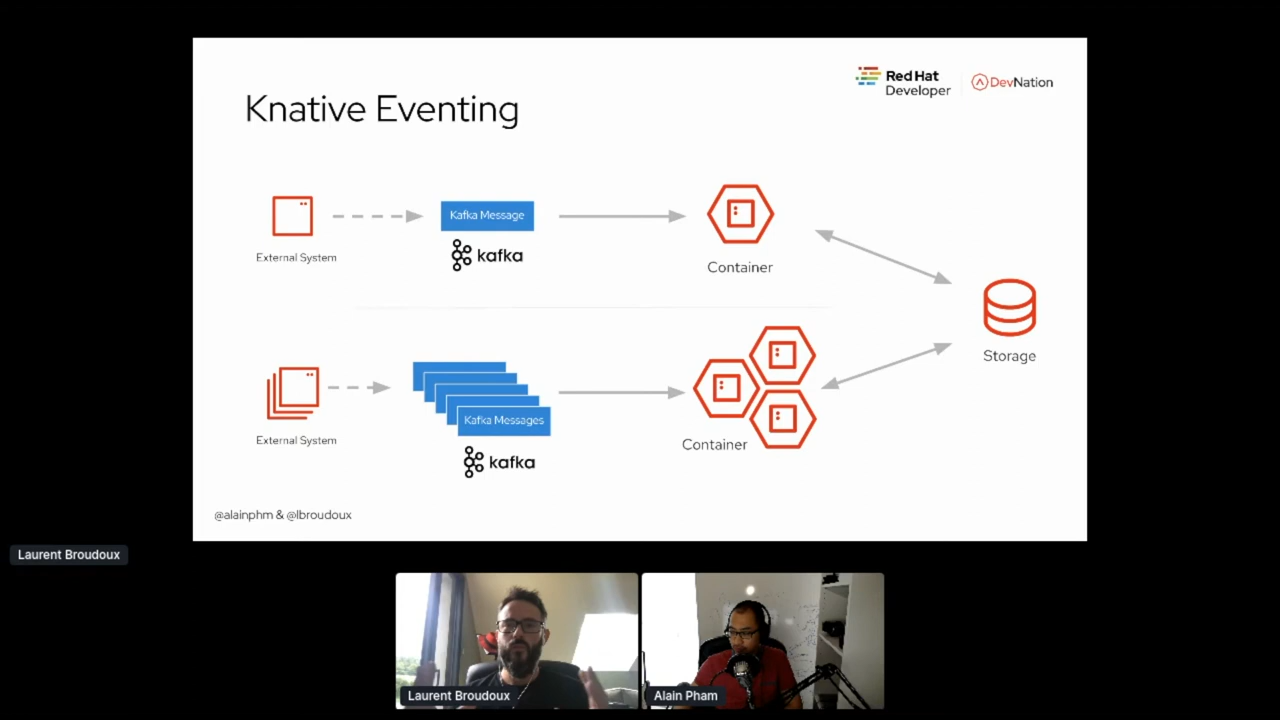 Red Hat
Developer
DevNation
Knative Eventing
Kafka Message
kafka
External System
Container
Storage
Kafka Messages
External System
Container
kafka
@alainphm & @lbroudoux
Laurent Broudoux
Laurent Broudoux
Alain Pham